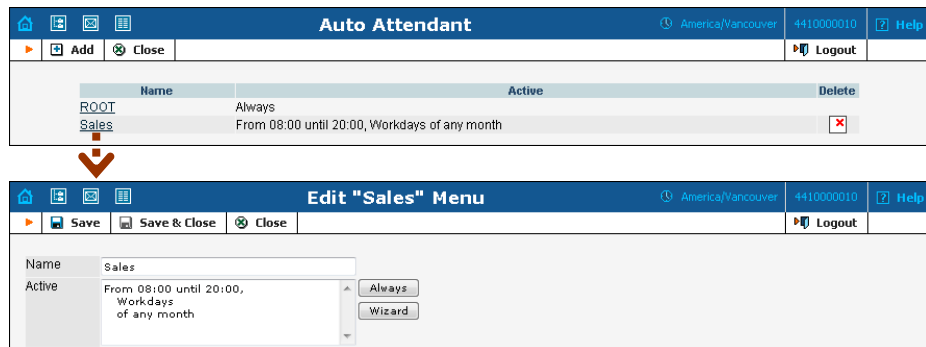 Auto Attendant America/Vancouver 4410000010 ? Help
Add Close Logout
Name Active Delete
ROOT Always
Sales From 08:00 until 20:00, Workdays of any month
Edit "Sales" Menu America/Vancouver 4410000010 ? Help
Save Save & Close Close Logout
Name Sales
Active From 08:00 until 20:00, Always
Workdays
of any month Wizard